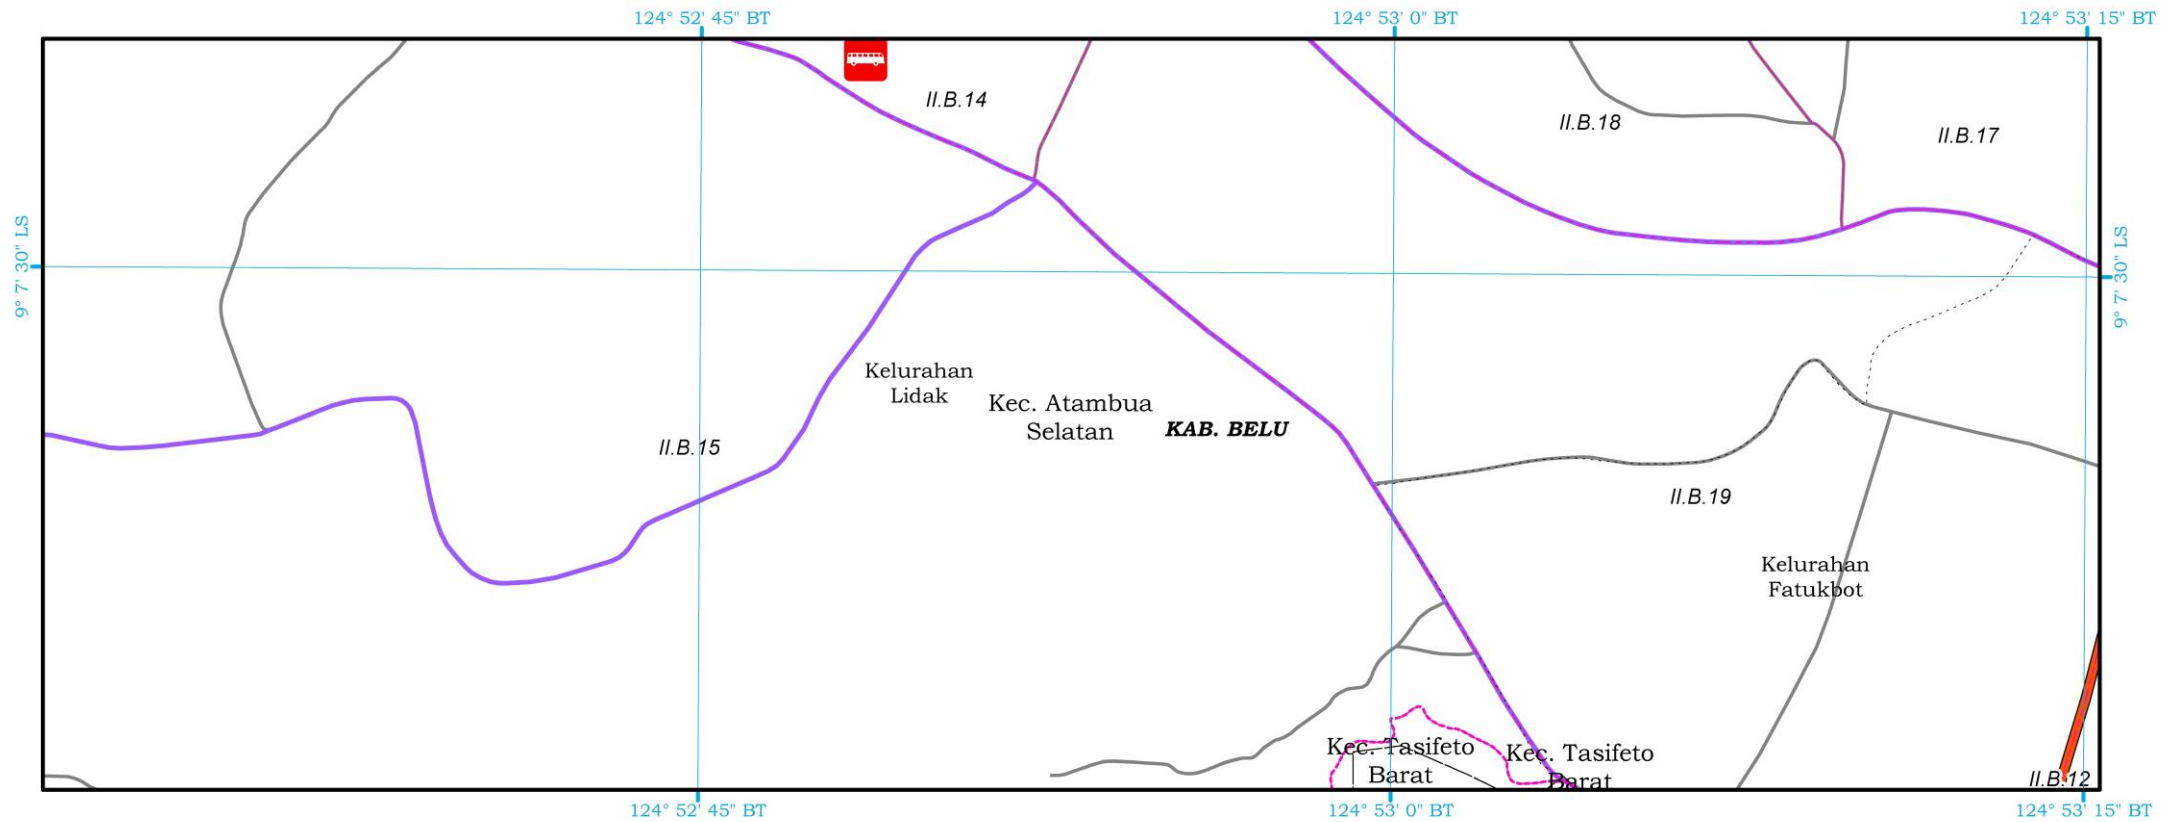 124° 52' 45" BT
124° 53' 0" BT
124° 53' 15" BT
II.B.14
II.B.18
II.B.17
9° 7' 30" LS
9° 7' 30" LS
Kelurahan
Lidak
Kec. Atambua
Selatan
KAB. BELU
II.B.15
II.B.19
Kelurahan
Fatukbot
Kec. Tasifeto
Barat
Kec. Tasifeto
Barat
II.B.12
124° 52' 45" BT
124° 53' 0" BT
124° 53' 15" BT